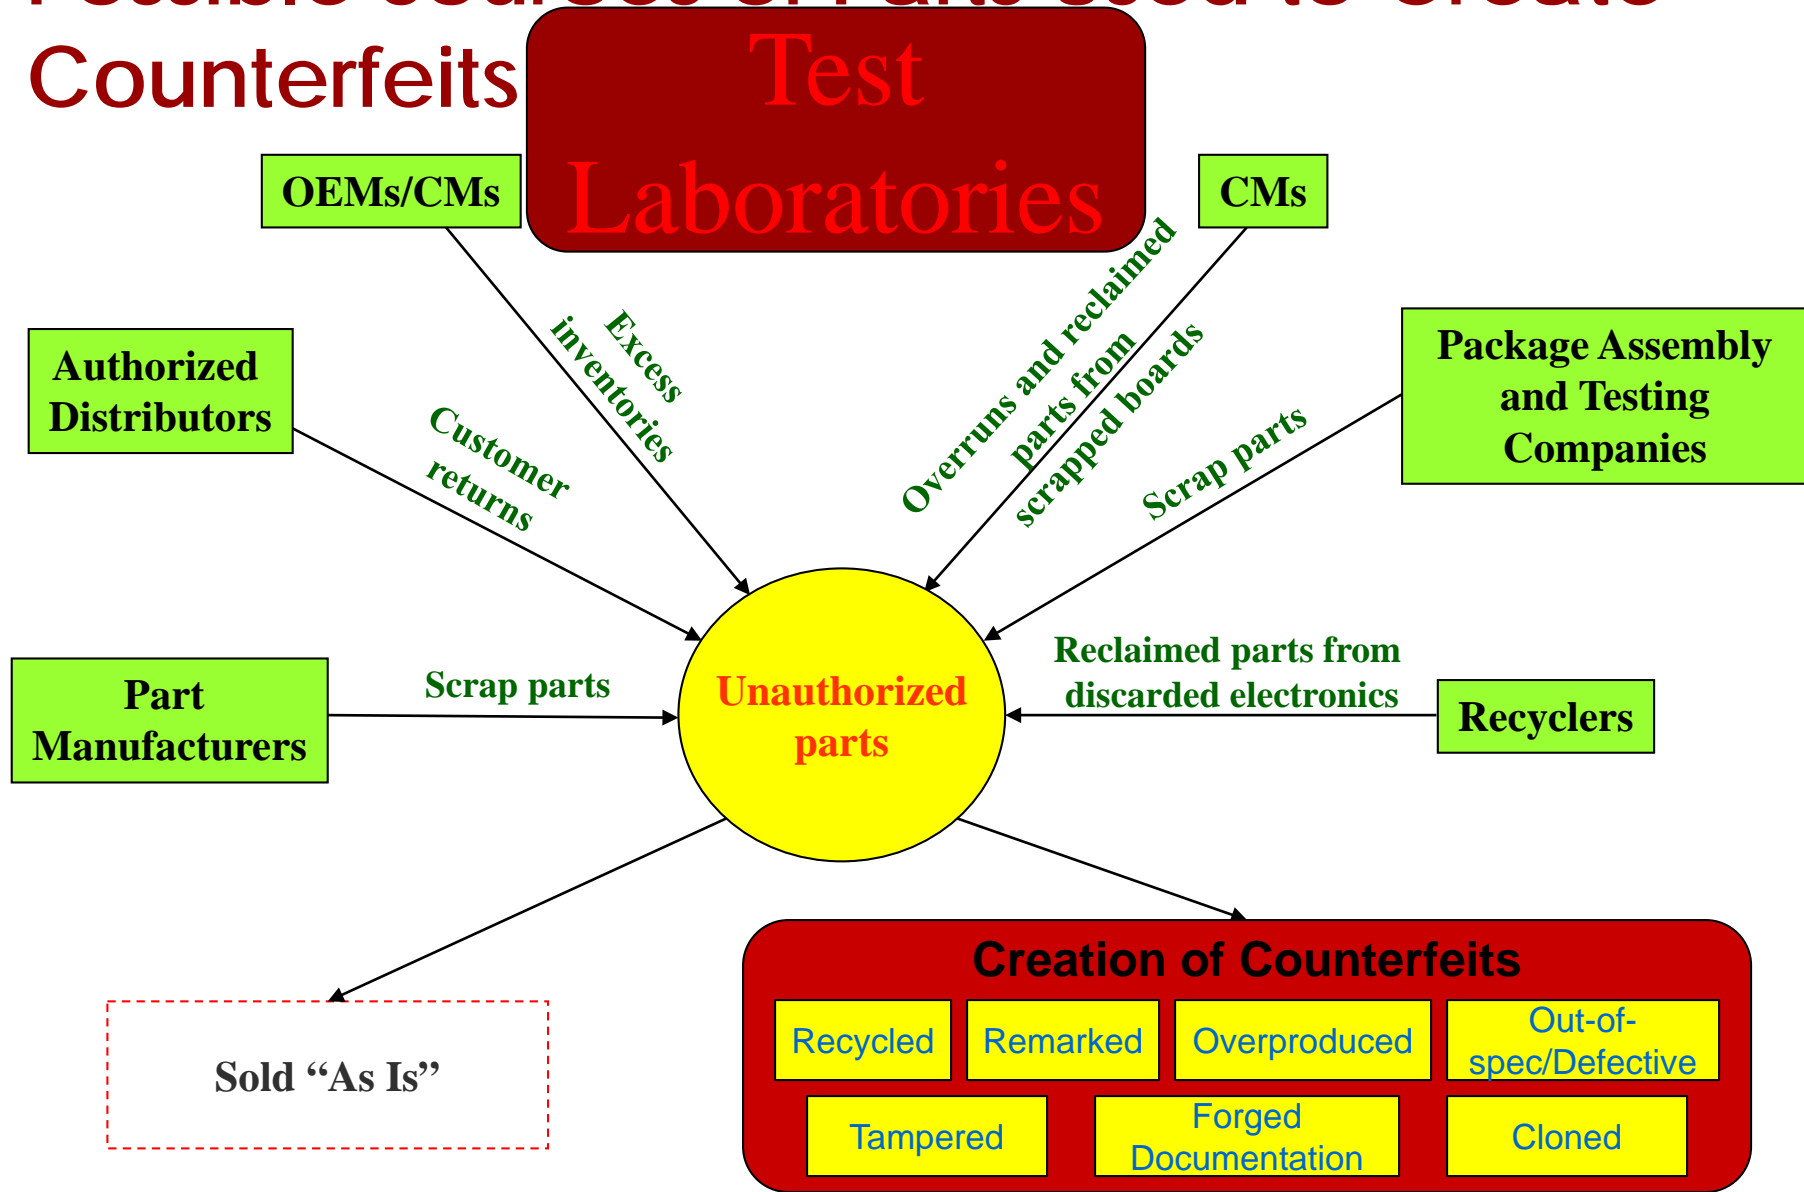 Counterfeits
Test
Laboratories
OEMs/CMs
CMs
Authorized
Distributors
Package Assembly
and Testing
Companies
Excess
inventories
Customer
returns
Overruns and reclaimed
parts from
scrapped boards
Scrap parts
Part
Manufacturers
Scrap parts
Unauthorized
parts
Reclaimed parts from
discarded electronics
Recyclers
Sold “As Is”
Creation of Counterfeits
Recycled
Remarked
Overproduced
Out-of-
spec/Defective
Tampered
Forged
Documentation
Cloned